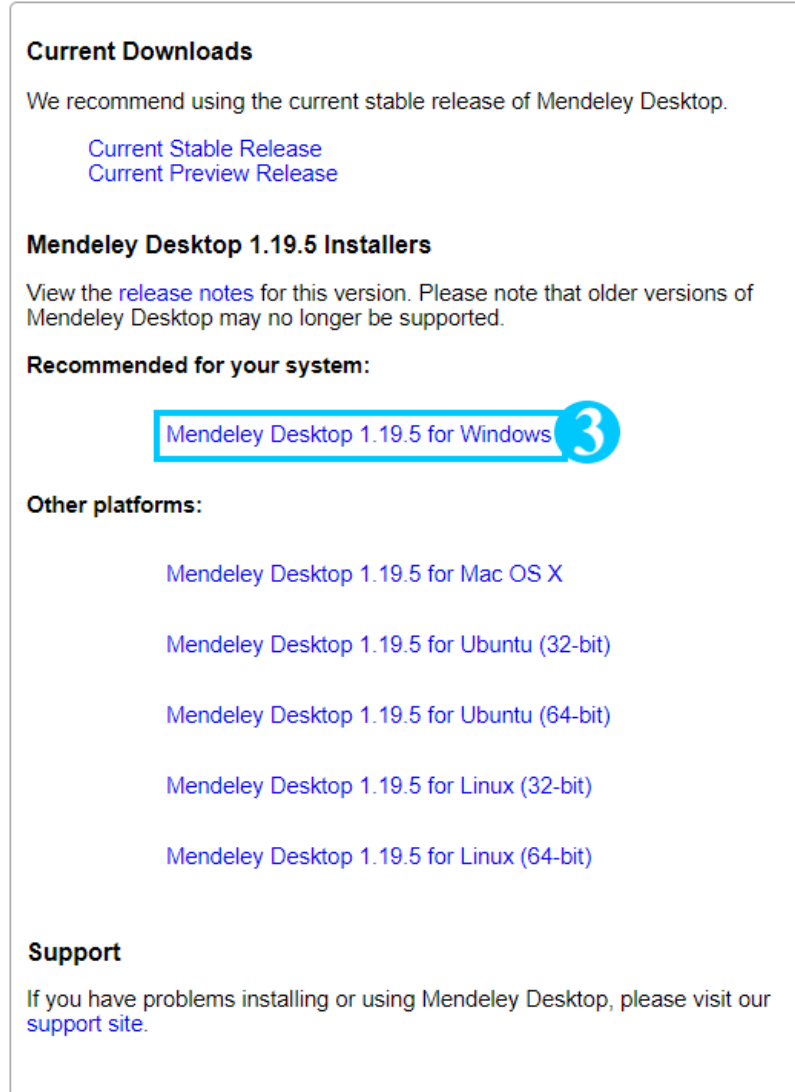 Current Downloads
We recommend using the current stable release of Mendeley Desktop.
Current Stable Release
Current Preview Release
Mendeley Desktop 1.19.5 Installers
View the release notes for this version. Please note that older versions of
Mendeley Desktop may no longer be supported.
Recommended for your system:
Mendeley Desktop 1.19.5 for Windows 3
Other platforms:
Mendeley Desktop 1.19.5 for Mac OS X
Mendeley Desktop 1.19.5 for Ubuntu (32-bit)
Mendeley Desktop 1.19.5 for Ubuntu (64-bit)
Mendeley Desktop 1.19.5 for Linux (32-bit)
Mendeley Desktop 1.19.5 for Linux (64-bit)
Support
If you have problems installing or using Mendeley Desktop, please visit our
support site.